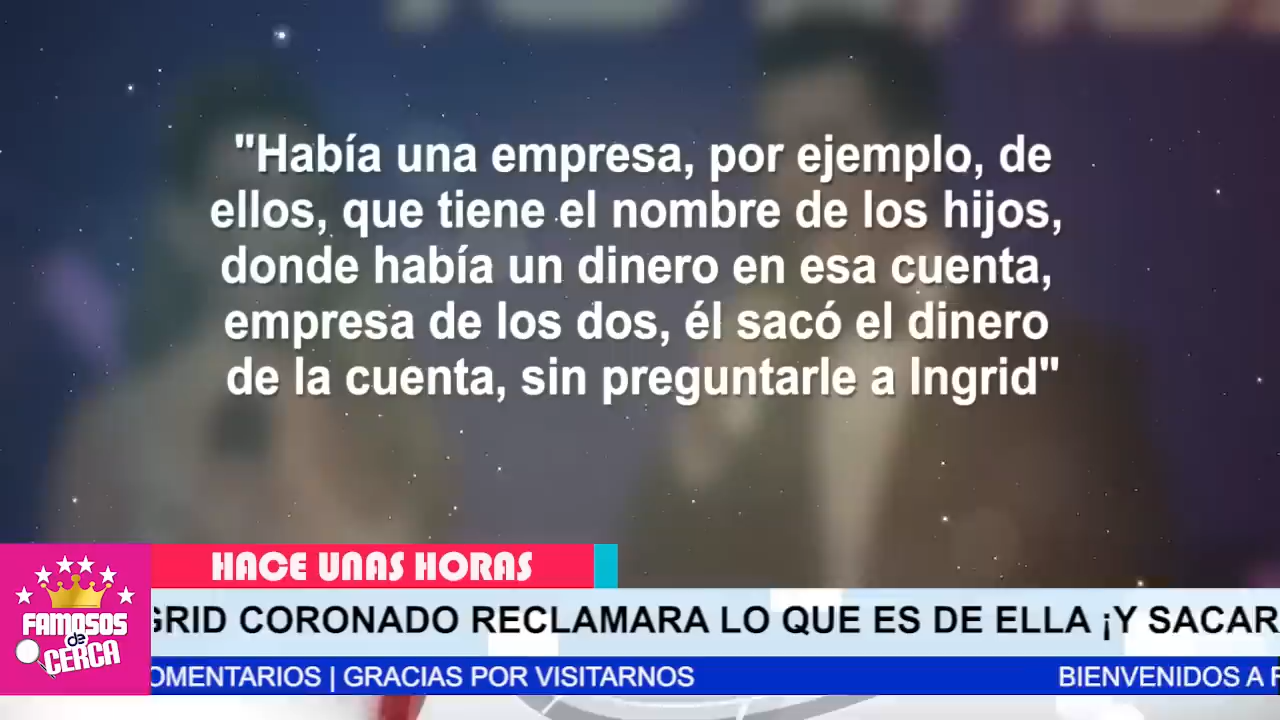 "Había una empresa, por ejemplo, de
ellos, que tiene el nombre de los hijos,
donde había un dinero en esa cuenta,
empresa de los dos, él sacó el dinero
de la cuenta, sin preguntarle a Ingrid"
HACE UNAS HORAS
GRID CORONADO RECLAMARA LO QUE ES DE ELLA ¡Y SACAR
FAMOSOS
de
CERCA
OMENTARIOS | GRACIAS POR VISITARNOS
BIENVENIDOS A F